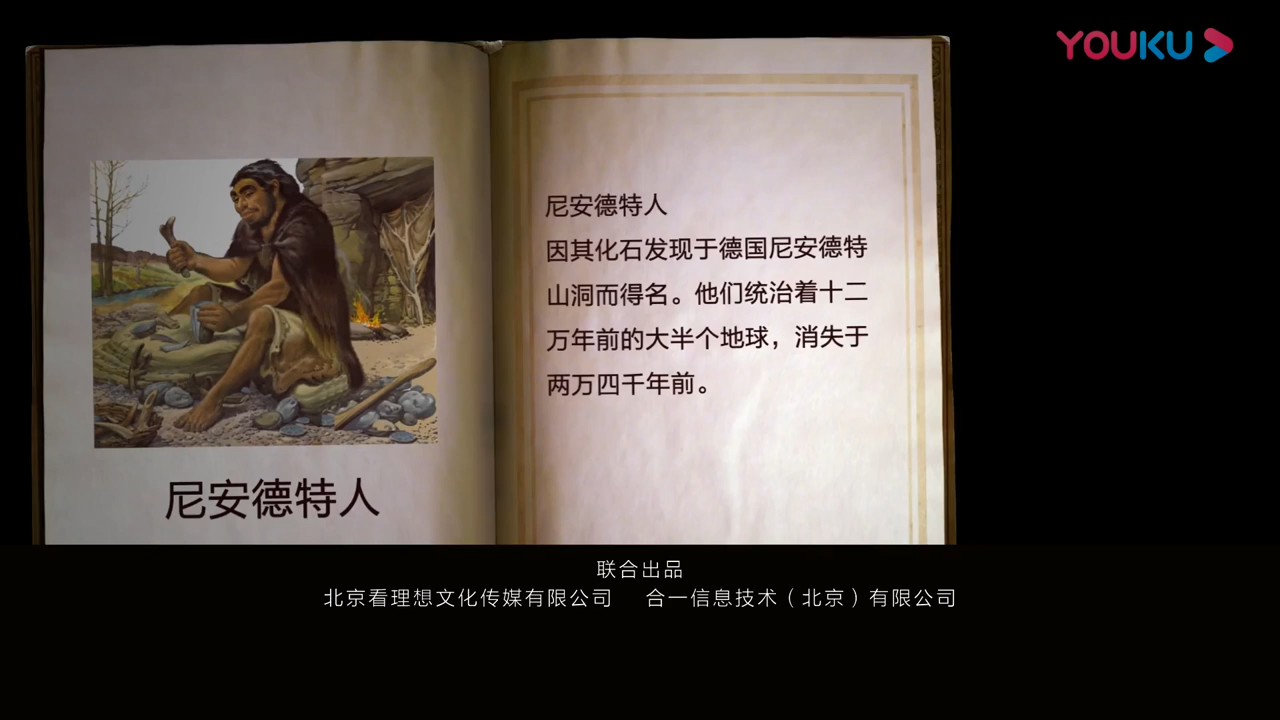 YOUKU
尼安德特人
因其化石发现于德国尼安德特
山洞而得名。他们统治着十二
万年前的大半个地球，消失于
两万四千年前。
尼安德特人
联合出品
北京看理想文化传媒有限公司 合一信息技术（北京）有限公司